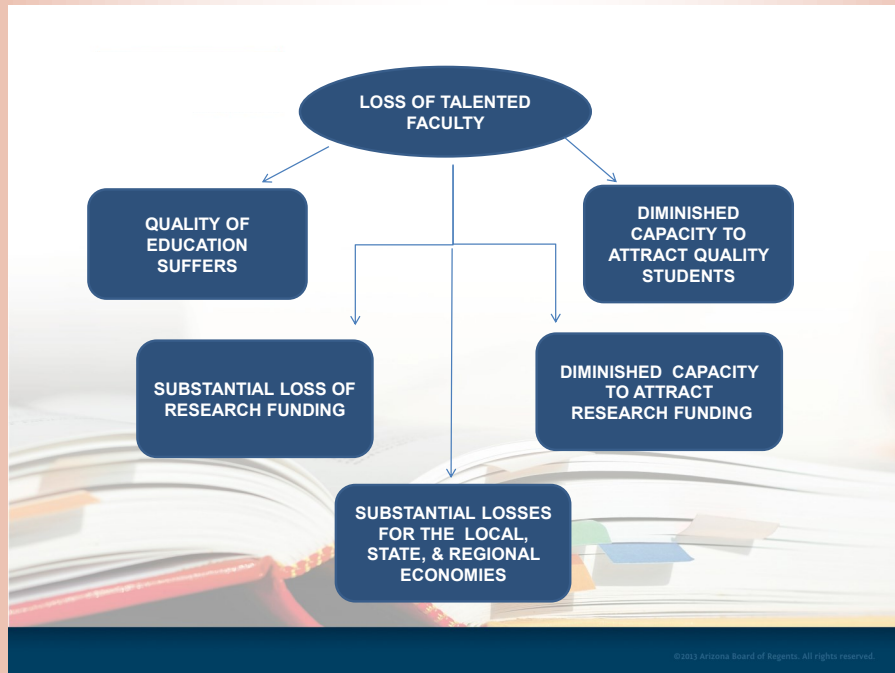 LOSS OF TALENTED
FACULTY
QUALITY OF
EDUCATION
SUFFERS
DIMINISHED
CAPACITY TO
ATTRACT QUALITY
STUDENTS
SUBSTANTIAL LOSS OF
RESEARCH FUNDING
DIMINISHED CAPACITY
TO ATTRACT
RESEARCH FUNDING
SUBSTANTIAL LOSSES
FOR THE LOCAL,
STATE, & REGIONAL
ECONOMIES
©2013 Arizona Board of Regents. All rights reserved.